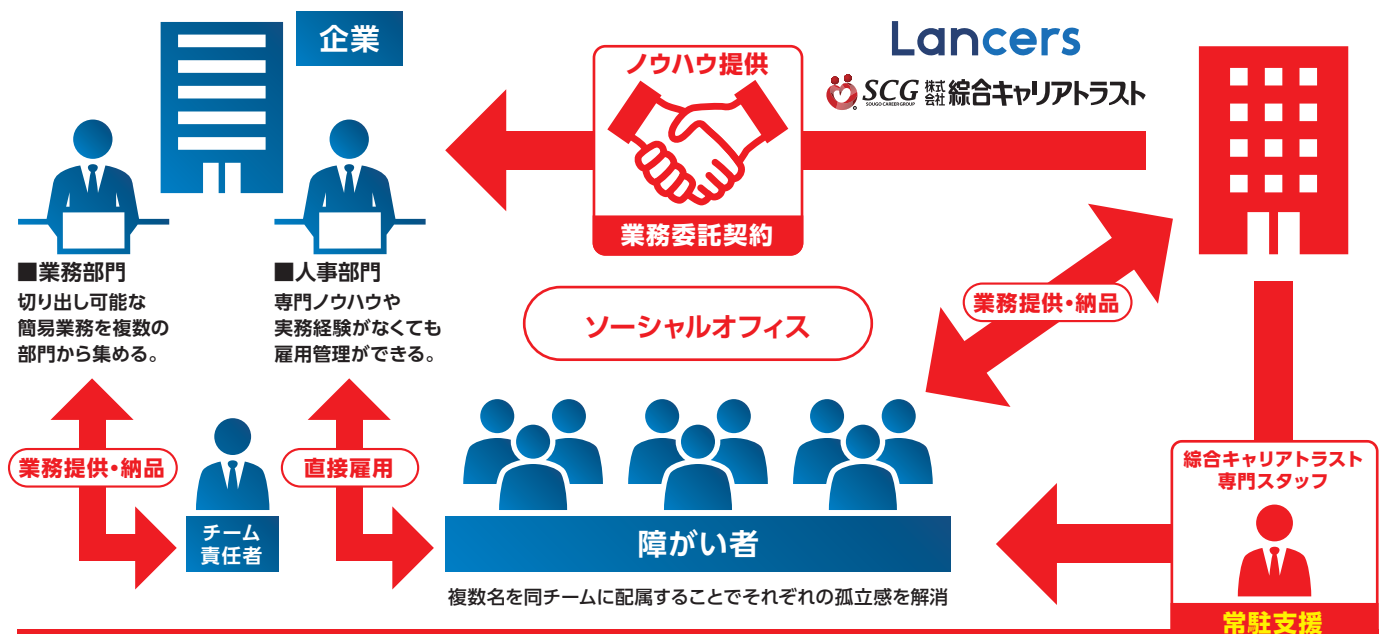 企業
ノウハウ提供
業務委託契約
Lancers
SCG SOUGO CAREER GROUP 株式会社 綜合キャリアトラスト
■業務部門
切り出し可能な
簡易業務を複数の
部門から集める。
■人事部門
専門ノウハウや
実務経験がなくても
雇用管理ができる。
ソーシャルオフィス
業務提供・納品
業務提供・納品
直接雇用
チーム
責任者
障がい者
複数名を同チームに配属することでそれぞれの孤立感を解消
綜合キャリアトラスト
専門スタッフ
常駐支援